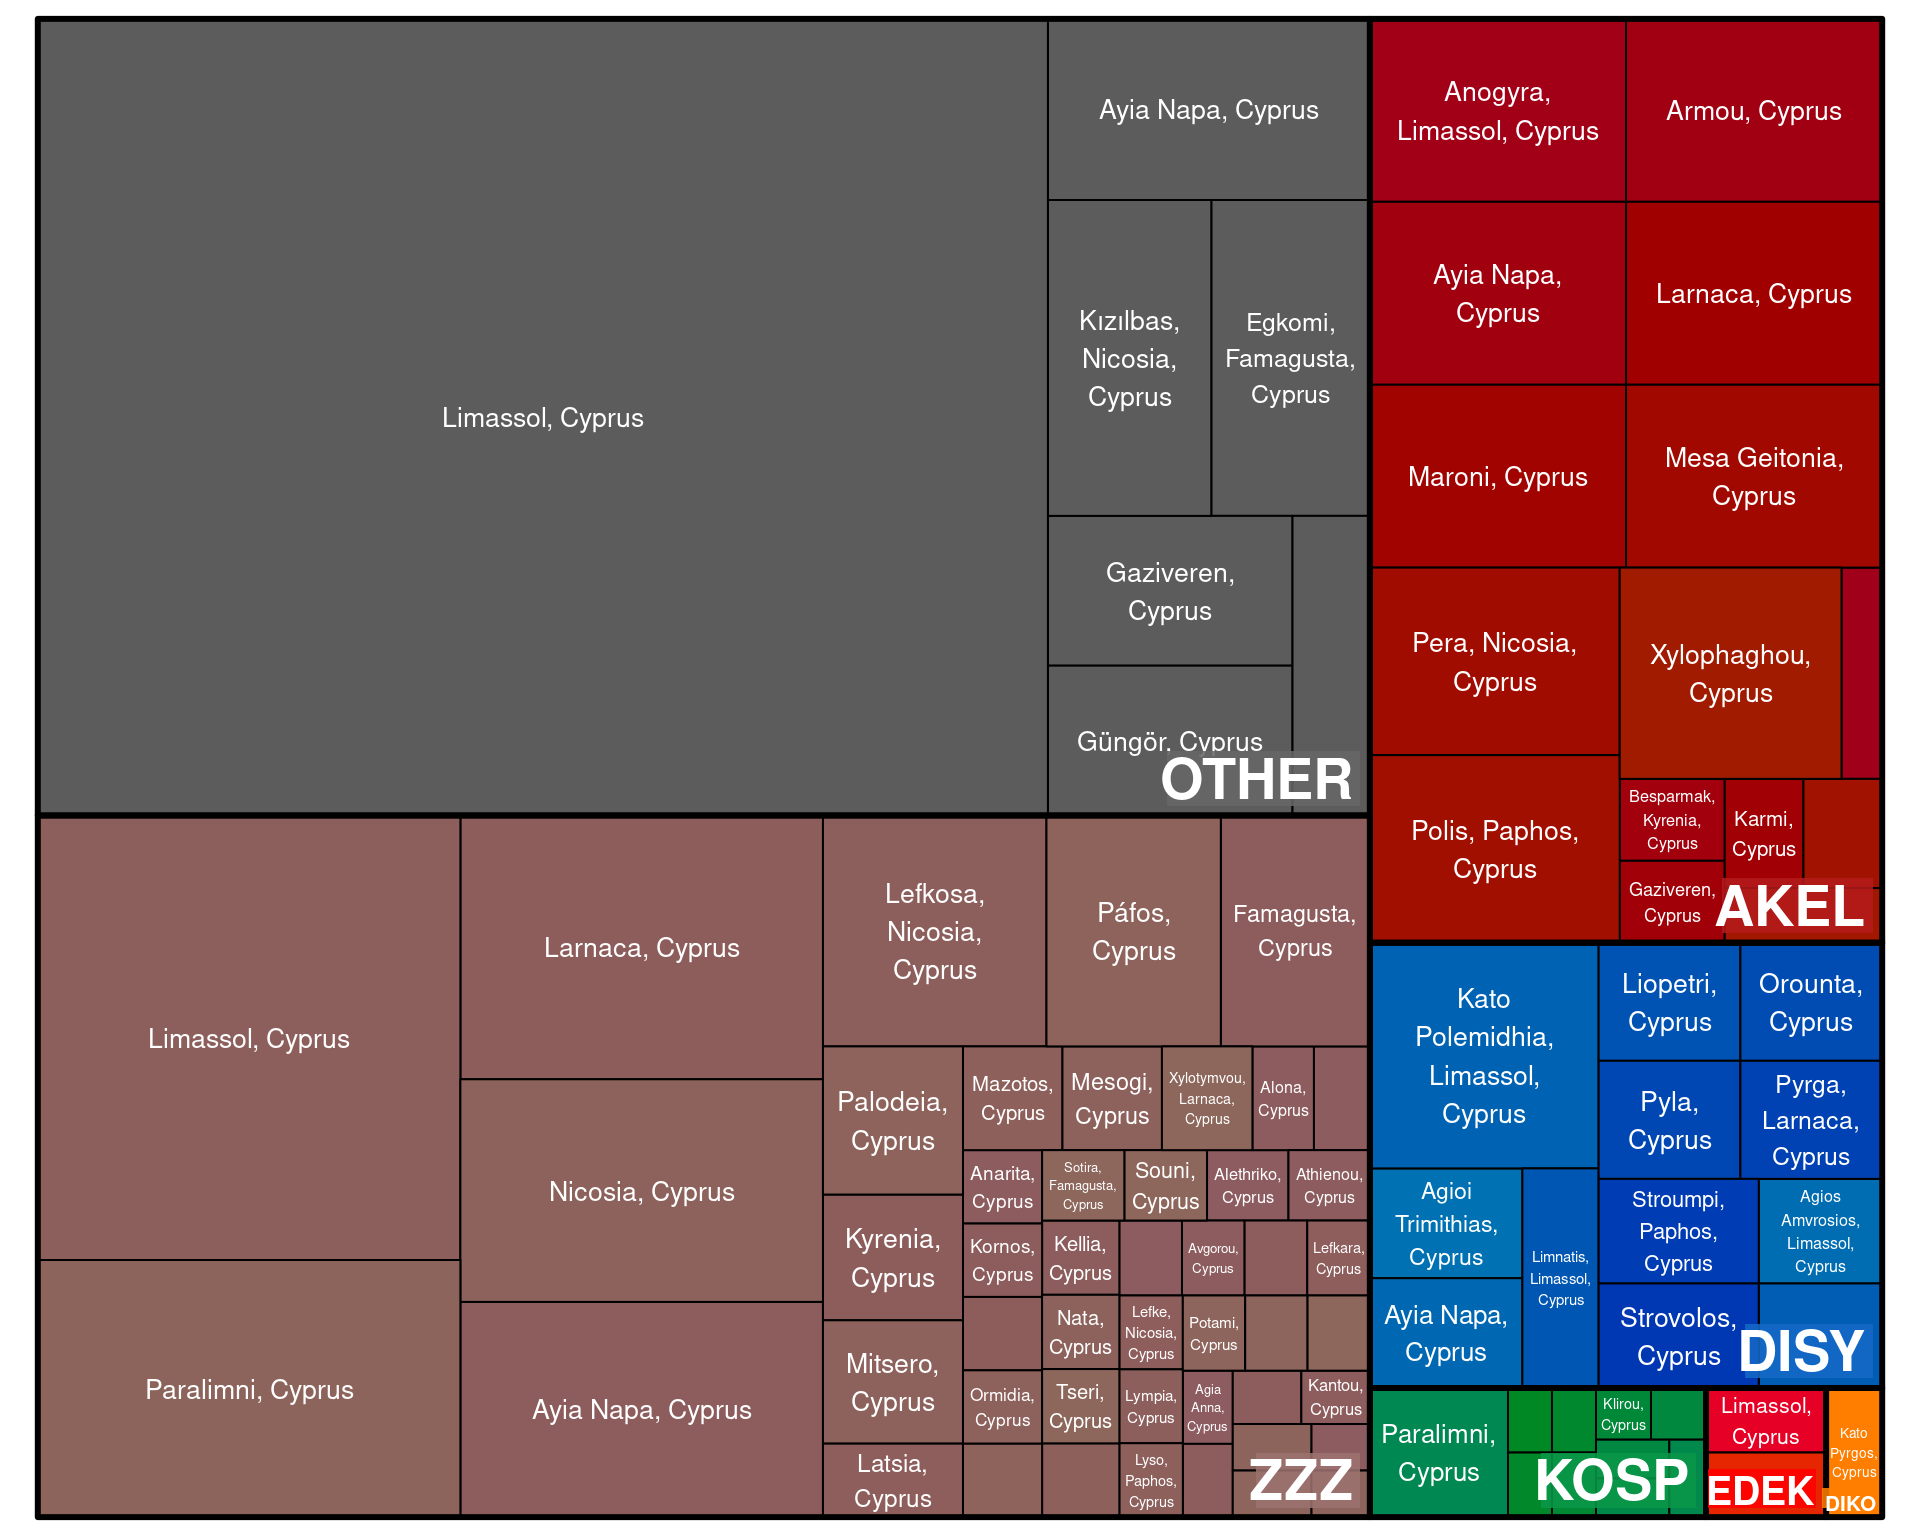 Limassol, Cyprus
Ayia Napa, Cyprus
Kızılbas,
Nicosia,
Cyprus
Egkomi,
Famagusta,
Cyprus
Gaziveren,
Cyprus
Güngör, Cyprus
OTHER
Anogyra,
Limassol, Cyprus
Armou, Cyprus
Ayia Napa,
Cyprus
Larnaca, Cyprus
Maroni, Cyprus
Mesa Geitonia,
Cyprus
Pera, Nicosia,
Cyprus
Xylophaghou,
Cyprus
Polis, Paphos,
Cyprus
Besparmak,
Kyrenia,
Cyprus
Karmi,
Cyprus
Gaziveren,
Cyprus
AKEL
Limassol, Cyprus
Paralimni, Cyprus
Larnaca, Cyprus
Nicosia, Cyprus
Ayia Napa, Cyprus
Lefkosa,
Nicosia,
Cyprus
Páfos,
Cyprus
Famagusta,
Cyprus
Palodeia,
Cyprus
Kyrenia,
Cyprus
Mitsero,
Cyprus
Latsia,
Cyprus
Mazotos,
Cyprus
Mesogi,
Cyprus
Xylotymvou,
Larnaca,
Cyprus
Alona,
Cyprus
Anarita,
Cyprus
Sotira,
Famagusta,
Cyprus
Souni,
Cyprus
Alethriko,
Cyprus
Athienou,
Cyprus
Kornos,
Cyprus
Kellia,
Cyprus
Avgorou,
Cyprus
Lefkara,
Cyprus
Nata,
Cyprus
Lefke,
Nicosia,
Cyprus
Potami,
Cyprus
Ormidia,
Cyprus
Tseri,
Cyprus
Lympia,
Cyprus
Agia
Anna,
Cyprus
Kantou,
Cyprus
Lyso,
Paphos,
Cyprus
ZZZ
Kato
Polemidhia,
Limassol,
Cyprus
Liopetri,
Cyprus
Orounta,
Cyprus
Pyla,
Cyprus
Pyrga,
Larnaca,
Cyprus
Agioi
Trimithias,
Cyprus
Limnatis,
Limassol,
Cyprus
Stroumpi,
Paphos,
Cyprus
Agios
Amvrosios,
Limassol,
Cyprus
Ayia Napa,
Cyprus
Strovolos,
Cyprus
DISY
Paralimni,
Cyprus
Klirou,
Cyprus
KOSP
Limassol,
Cyprus
EDEK
Kato
Pyrgos,
Cyprus
DIKO